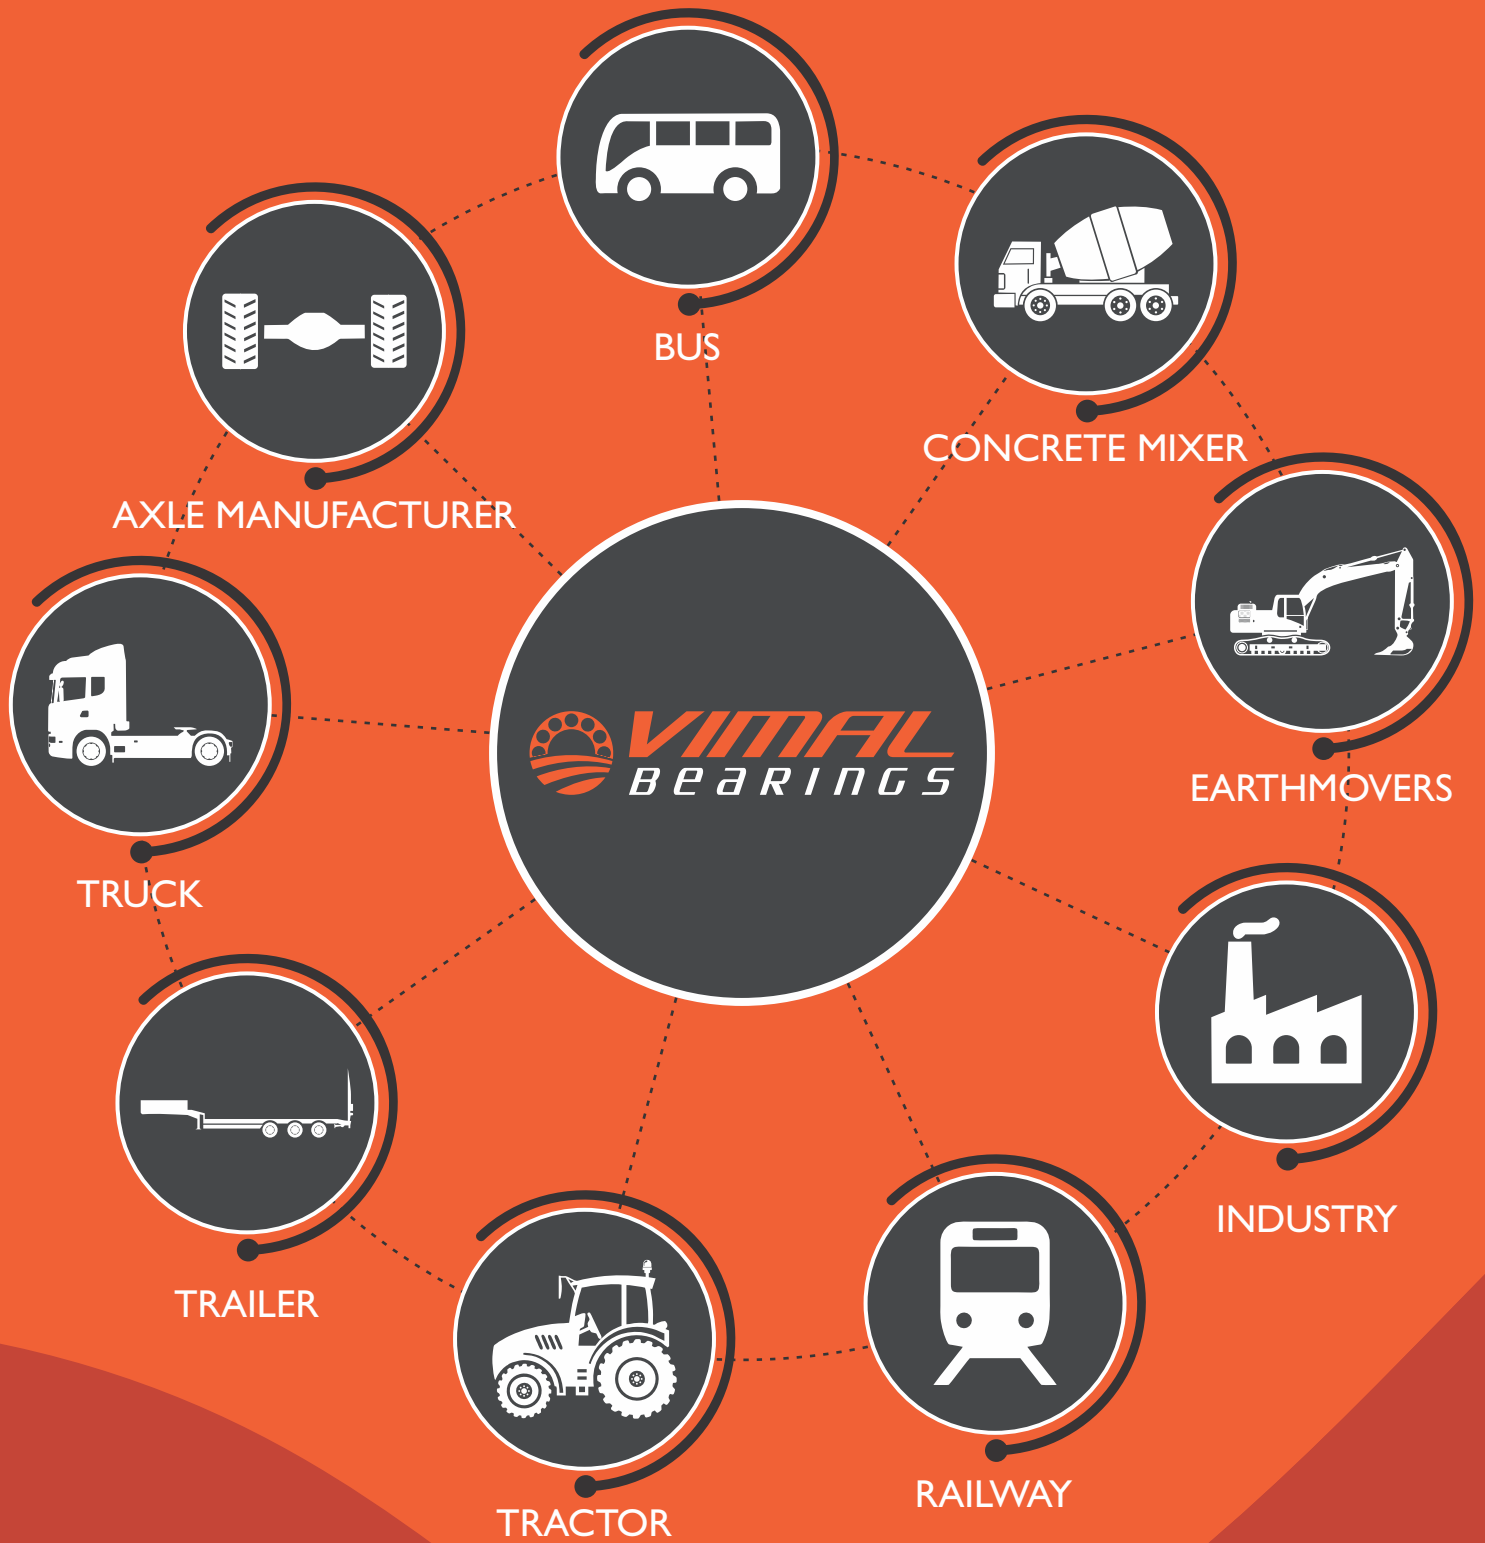 BUS
CONCRETE MIXER
AXLE MANUFACTURER
VIMAL
BEARINGS
EARTHMOVERS
TRUCK
INDUSTRY
TRAILER
RAILWAY
TRACTOR